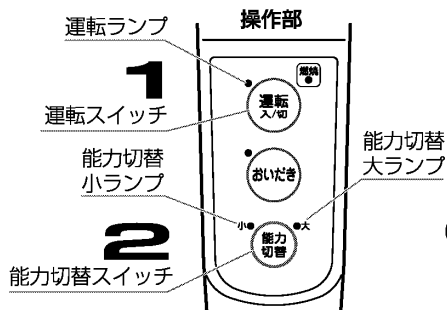 操作部
運転ランプ
燃焼
1
運転
入/切
運転スイッチ
能力切替
小ランプ
おいだき
能力切替
大ランプ
小
大
2
能力
切替
能力切替スイッチ